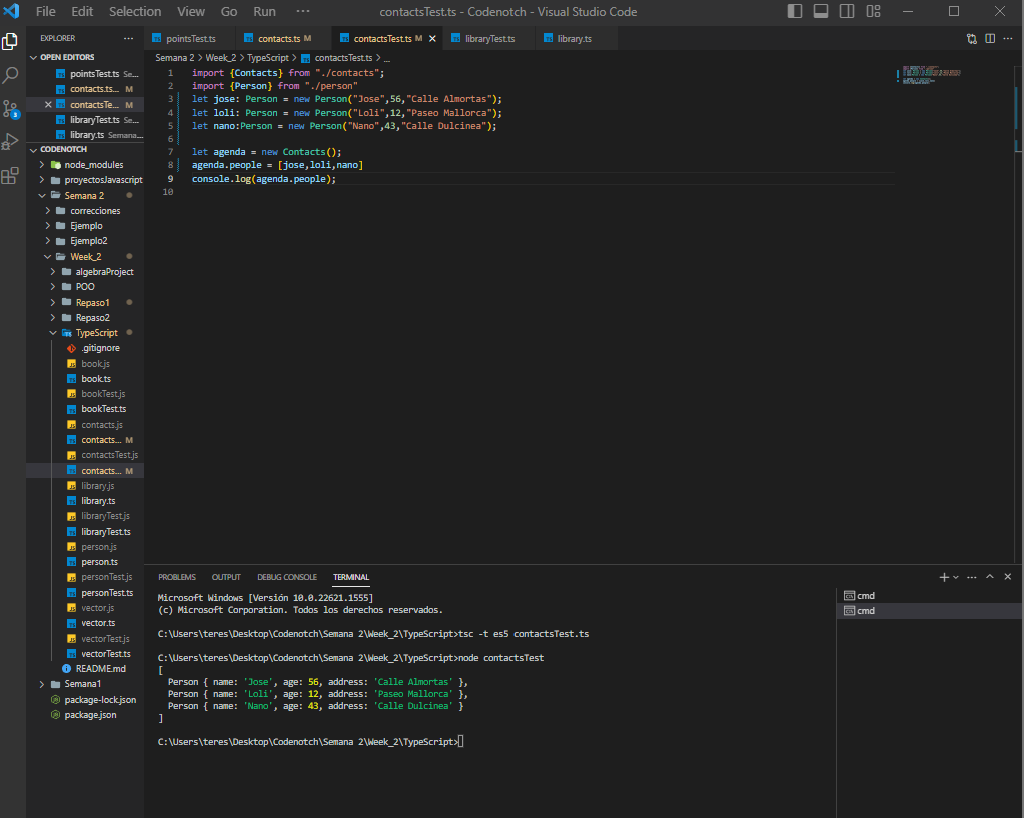 File Edit Selection View Go Run ··· contactsTest.ts - Codenotch - Visual Studio Code
EXPLORER ···
pointsTest.ts contacts.ts M contactsTest.ts M libraryTest.ts library.ts
OPEN EDITORS
pointsTest.ts Se...
contacts.ts... M
contactsTe... M
libraryTest.ts Se...
library.ts Semana...
CODENOTCH
node_modules
proyectosJavascript
Semana 2
correcciones
Ejemplo
Ejemplo2
Week_2
algebraProject
POO
Repaso1
Repaso2
TypeScript
.gitignore
book.js
book.ts
bookTest.js
bookTest.ts
contacts.js
contacts... M
contactsTest.js
contacts... M
library.js
library.ts
libraryTest.js
libraryTest.ts
person.js
person.ts
personTest.js
personTest.ts
vector.js
vector.ts
vectorTest.js
vectorTest.ts
README.md
Semana1
package-lock.json
package.json
Semana 2 > Week_2 > TypeScript > contactsTest.ts > ...
1 import {Contacts} from "./contacts";
2 import {Person} from "./person"
3 let jose: Person = new Person("Jose",56,"Calle Almortas");
4 let loli: Person = new Person("Loli",12,"Paseo Mallorca");
5 let nano:Person = new Person("Nano",43,"Calle Dulcinea");
6
7 let agenda = new Contacts();
8 agenda.people = [jose,loli,nano]
9 console.log(agenda.people);
10
PROBLEMS OUTPUT DEBUG CONSOLE TERMINAL
Microsoft Windows [Versión 10.0.22621.1555]
(c) Microsoft Corporation. Todos los derechos reservados.
C:\Users\teres\Desktop\Codenotch\Semana 2\Week_2\TypeScript>tsc -t es5 contactsTest.ts
C:\Users\teres\Desktop\Codenotch\Semana 2\Week_2\TypeScript>node contactsTest
[
Person { name: 'Jose', age: 56, address: 'Calle Almortas' },
Person { name: 'Loli', age: 12, address: 'Paseo Mallorca' },
Person { name: 'Nano', age: 43, address: 'Calle Dulcinea' }
]
C:\Users\teres\Desktop\Codenotch\Semana 2\Week_2\TypeScript>
cmd
cmd